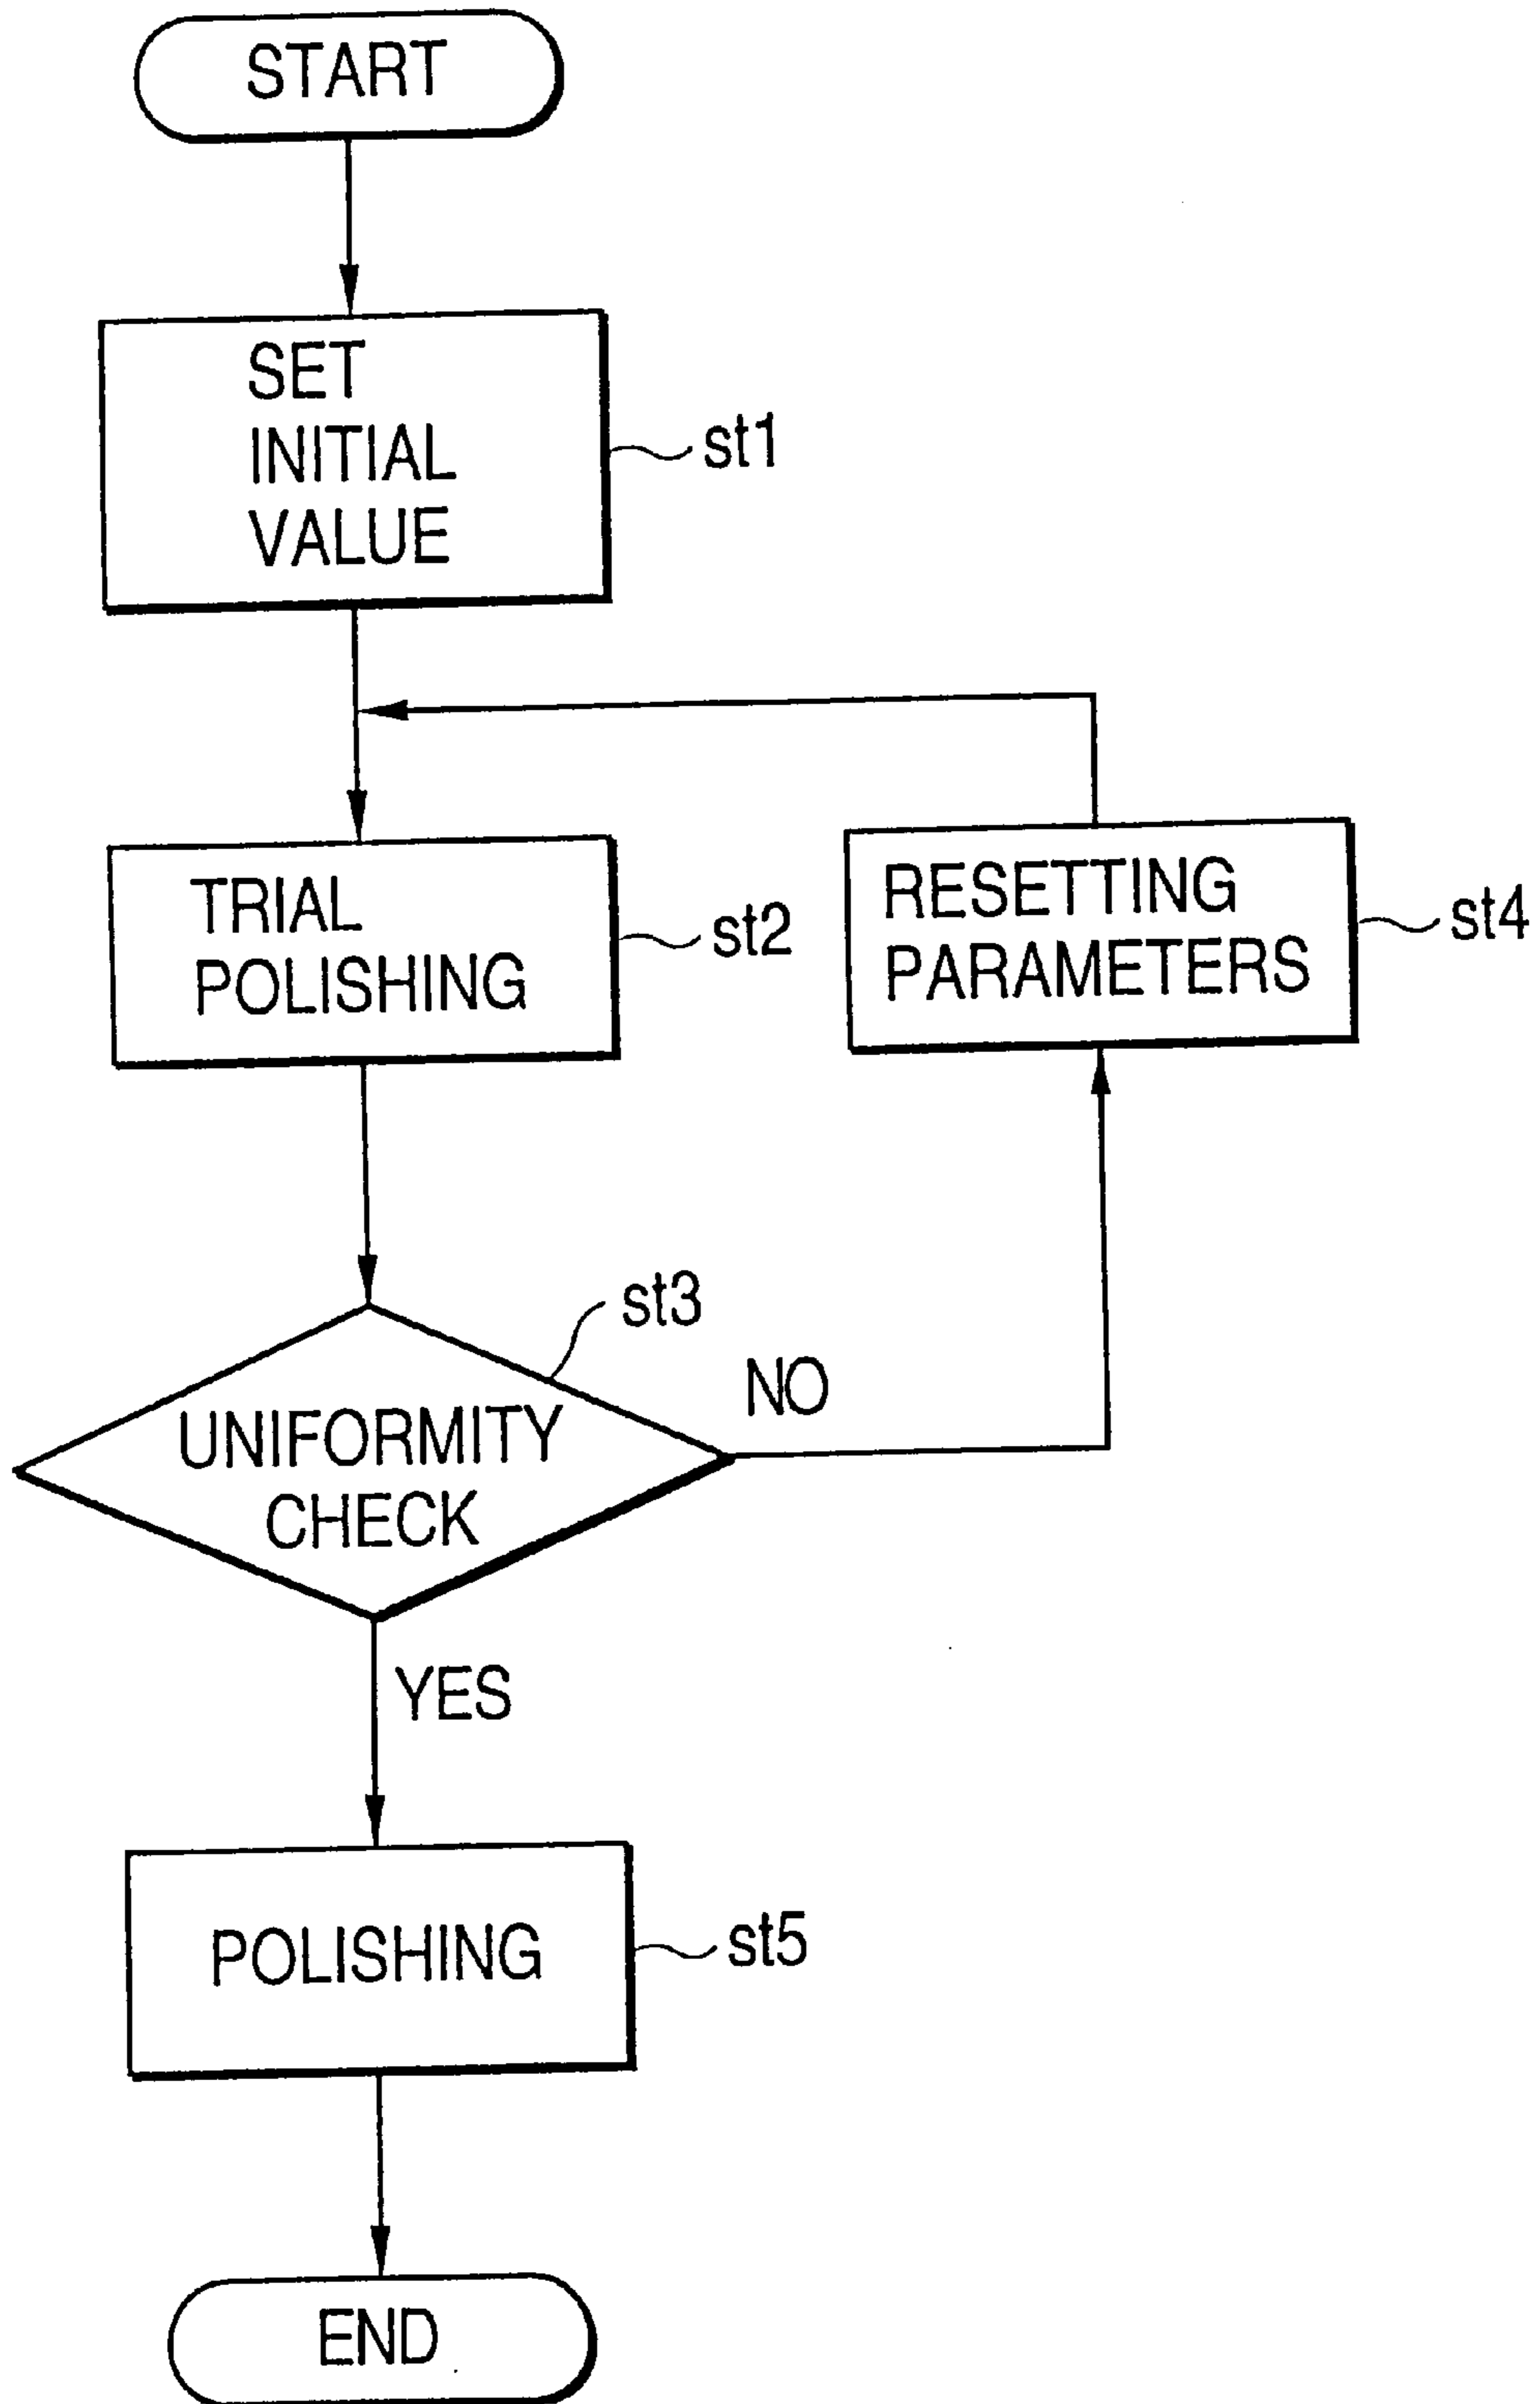 START
SET
INITIAL
VALUE
st1
TRIAL
POLISHING
st2
RESETTING
PARAMETERS
st4
st3
UNIFORMITY
CHECK
NO
YES
POLISHING
st5
END